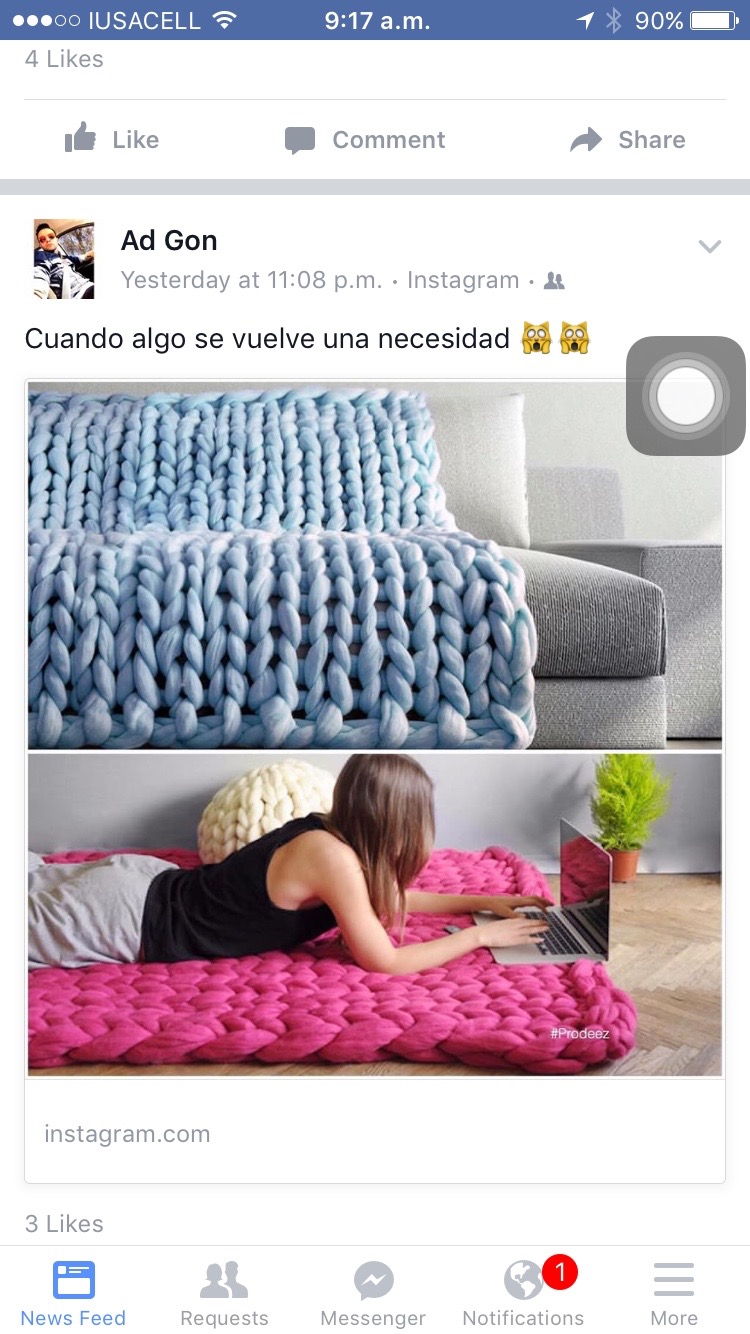 IUSACELL 9:17 a.m. 90%
4 Likes
Like Comment Share
Ad Gon
Yesterday at 11:08 p.m. · Instagram ·
Cuando algo se vuelve una necesidad 🙀🙀
#Prodeez
instagram.com
3 Likes
1
News Feed Requests Messenger Notifications More